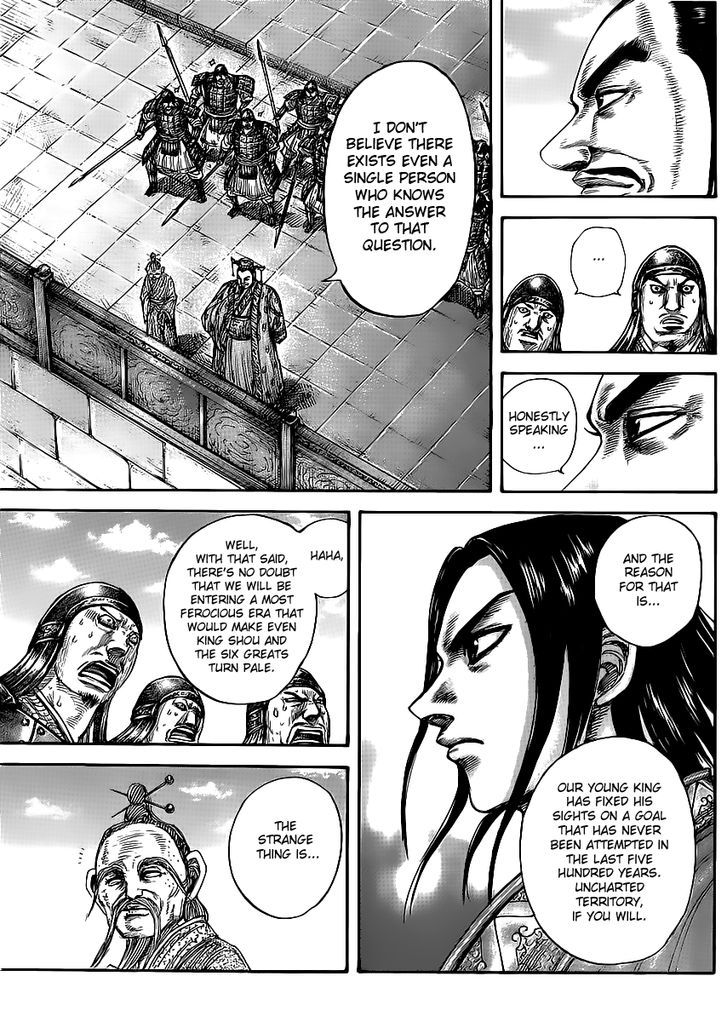 ...
HONESTLY
SPEAKING
...
I DON'T
BELIEVE THERE
EXISTS EVEN A
SINGLE PERSON
WHO KNOWS
THE ANSWER
TO THAT
QUESTION.
AND THE
REASON
FOR THAT
IS...
OUR YOUNG KING
HAS FIXED HIS
SIGHTS ON A GOAL
THAT HAS NEVER
BEEN ATTEMPTED
IN THE
LAST FIVE
HUNDRED YEARS.
UNCHARTED
TERRITORY,
IF YOU WILL.
HAHA,
WELL,
WITH THAT SAID,
THERE'S NO DOUBT
THAT WE WILL BE
ENTERING A MOST
FEROCIOUS ERA THAT
WOULD MAKE EVEN
KING SHOU AND
THE SIX GREATS
TURN PALE.
THE
STRANGE
THING IS...